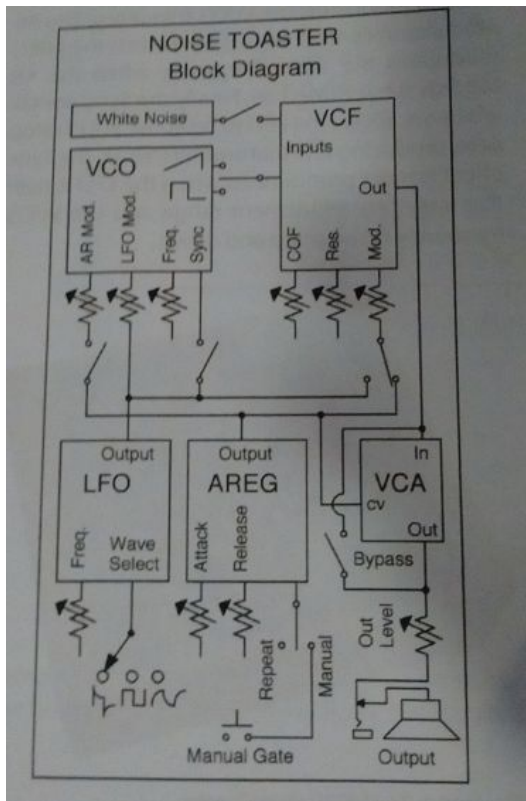 NOISE TOASTER
Block Diagram
White Noise
VCO
AR Mod.
LFO Mod.
Freq.
Sync
VCF
Inputs
Out
COF
Res.
Mod.
Output
LFO
Freq.
Wave
Select
Output
AREG
Attack
Release
In
VCA
CV
Out
Bypass
Out
Level
Repeat
Manual
Manual Gate
Output